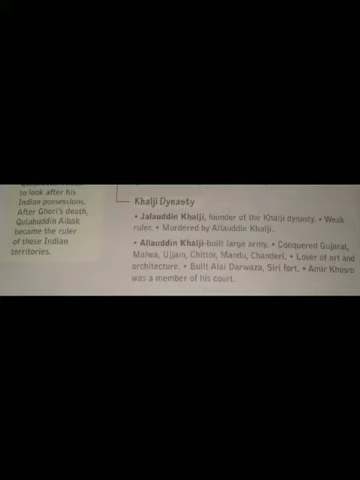 to look after his
Indian possessions.
After Ghori's death,
Qutabuddin Aibak
became the ruler
of these Indian
territories.
Khalji Dynasty
• Jalauddin Khalji, founder of the Khalji dynasty. • Weak
ruler. • Murdered by Allauddin Khalji.
• Allauddin Khalji-built large army. • Conquered Gujarat,
Malwa, Ujjain, Chittor, Mandu, Chanderi. • Lover of art and
architecture. • Built Alai Darwaza, Siri fort. • Amir Khusro
was a member of his court.